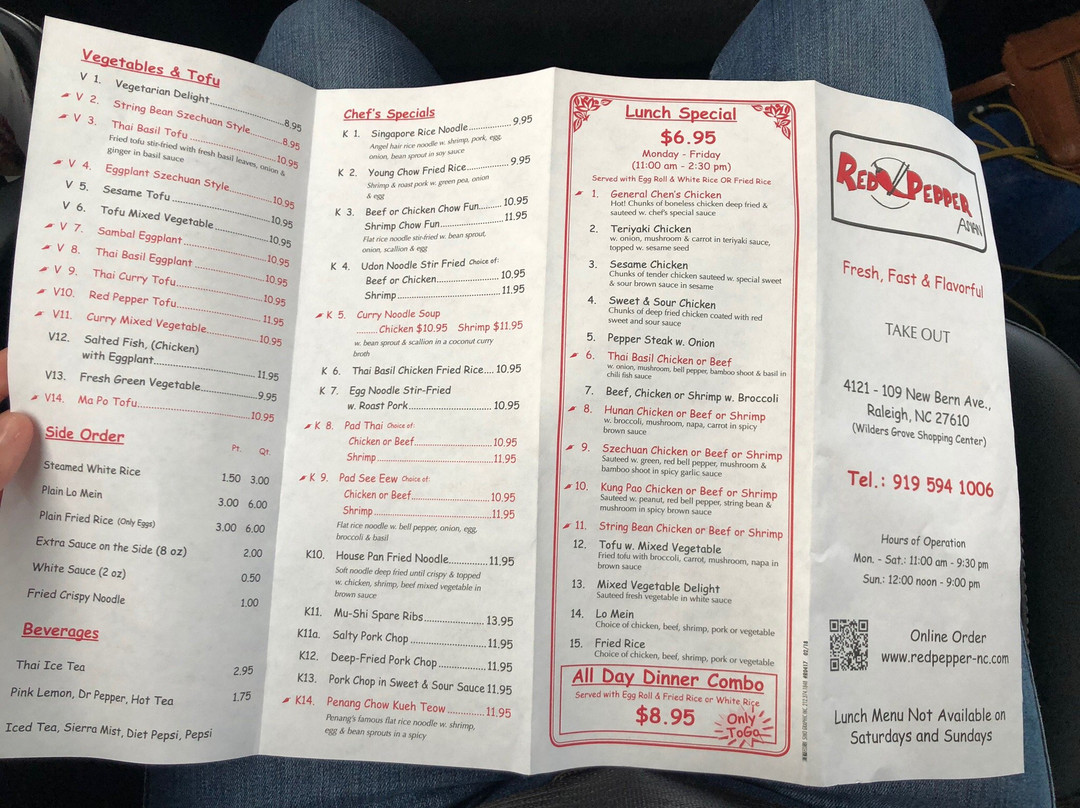 Vegetables & Tofu
V 1. Vegetarian Delight 8.95
V 2. String Bean Szechuan Style 8.95
V 3. Thai Basil Tofu 10.95
Fried tofu stir-fried with fresh basil leaves, onion &
ginger in basil sauce
V 4. Eggplant Szechuan Style 10.95
V 5. Sesame Tofu 10.95
V 6. Tofu Mixed Vegetable 10.95
V 7. Sambal Eggplant 10.95
V 8. Thai Basil Eggplant 10.95
V 9. Thai Curry Tofu 10.95
V10. Red Pepper Tofu 11.95
V11. Curry Mixed Vegetable 10.95
V12. Salted Fish, (Chicken)
with Eggplant 11.95
V13. Fresh Green Vegetable 9.95
V14. Ma Po Tofu 10.95
Side Order
Pt. Qt.
Steamed White Rice 1.50 3.00
Plain Lo Mein 3.00 6.00
Plain Fried Rice (Only Eggs) 3.00 6.00
Extra Sauce on the Side (8 oz) 2.00
White Sauce (2 oz) 0.50
Fried Crispy Noodle 1.00
Beverages
Thai Ice Tea 2.95
Pink Lemon, Dr Pepper, Hot Tea 1.75
Iced Tea, Sierra Mist, Diet Pepsi, Pepsi
Chef's Specials
K 1. Singapore Rice Noodle 9.95
Angel hair rice noodle w. shrimp, pork, egg,
onion, bean sprout in soy sauce
K 2. Young Chow Fried Rice 9.95
Shrimp & roast pork w. green pea, onion
& egg
K 3. Beef or Chicken Chow Fun 10.95
Shrimp Chow Fun 11.95
Flat rice noodle stir-fried w. bean sprout,
onion, scallion & egg
K 4. Udon Noodle Stir Fried Choice of:
Beef or Chicken 10.95
Shrimp 11.95
K 5. Curry Noodle Soup
Chicken $10.95 Shrimp $11.95
w. bean sprout & scallion in a coconut curry
broth
K 6. Thai Basil Chicken Fried Rice 10.95
K 7. Egg Noodle Stir-Fried
w. Roast Pork 10.95
K 8. Pad Thai Choice of:
Chicken or Beef 10.95
Shrimp 11.95
K 9. Pad See Eew Choice of:
Chicken or Beef 10.95
Shrimp 11.95
Flat rice noodle w. bell pepper, onion, egg,
broccoli & basil
K10. House Pan Fried Noodle 11.95
Soft noodle deep fried until crispy & topped
w. chicken, shrimp, beef mixed vegetable in
brown sauce
K11. Mu-Shi Spare Ribs 13.95
K11a. Salty Pork Chop 11.95
K12. Deep-Fried Pork Chop 11.95
K13. Pork Chop in Sweet & Sour Sauce 11.95
K14. Penang Chow Kueh Teow 11.95
Penang's famous flat rice noodle w. shrimp,
egg & bean sprouts in a spicy
Lunch Special
$6.95
Monday - Friday
(11:00 am - 2:30 pm)
Served with Egg Roll & White Rice OR Fried Rice
1. General Chen's Chicken
Hot! Chunks of boneless chicken deep fried &
sauteed w. chef's special sauce
2. Teriyaki Chicken
w. onion, mushroom & carrot in teriyaki sauce,
topped w. sesame seed
3. Sesame Chicken
Chunks of tender chicken sauteed w. special sweet
& sour brown sauce in sesame
4. Sweet & Sour Chicken
Chunks of deep fried chicken coated with red
sweet and sour sauce
5. Pepper Steak w. Onion
6. Thai Basil Chicken or Beef
w. onion, mushroom, bell pepper, bamboo shoot & basil in
chili fish sauce
7. Beef, Chicken or Shrimp w. Broccoli
8. Hunan Chicken or Beef or Shrimp
w. broccoli, mushroom, napa, carrot in spicy
brown sauce
9. Szechuan Chicken or Beef or Shrimp
Sauteed w. green, red bell pepper, mushroom &
bamboo shoot in spicy garlic sauce
10. Kung Pao Chicken or Beef or Shrimp
Sauteed w. peanut, red bell pepper, string bean &
mushroom in spicy brown sauce
11. String Bean Chicken or Beef or Shrimp
12. Tofu w. Mixed Vegetable
Fried tofu with broccoli, carrot, mushroom, napa in
brown sauce
13. Mixed Vegetable Delight
Sauteed fresh vegetable in white sauce
14. Lo Mein
Choice of chicken, beef, shrimp, pork or vegetable
15. Fried Rice
Choice of chicken, beef, shrimp, pork or vegetable
All Day Dinner Combo
Served with Egg Roll & Fried Rice or White Rice
$8.95
Only
ToGo
RED PEPPER
ASIAN
Fresh, Fast & Flavorful
TAKE OUT
4121 - 109 New Bern Ave.,
Raleigh, NC 27610
(Wilders Grove Shopping Center)
Tel.: 919 594 1006
Hours of Operation
Mon. - Sat.: 11:00 am - 9:30 pm
Sun.: 12:00 noon - 9:00 pm
Online Order
www.redpepper-nc.com
Lunch Menu Not Available on
Saturdays and Sundays